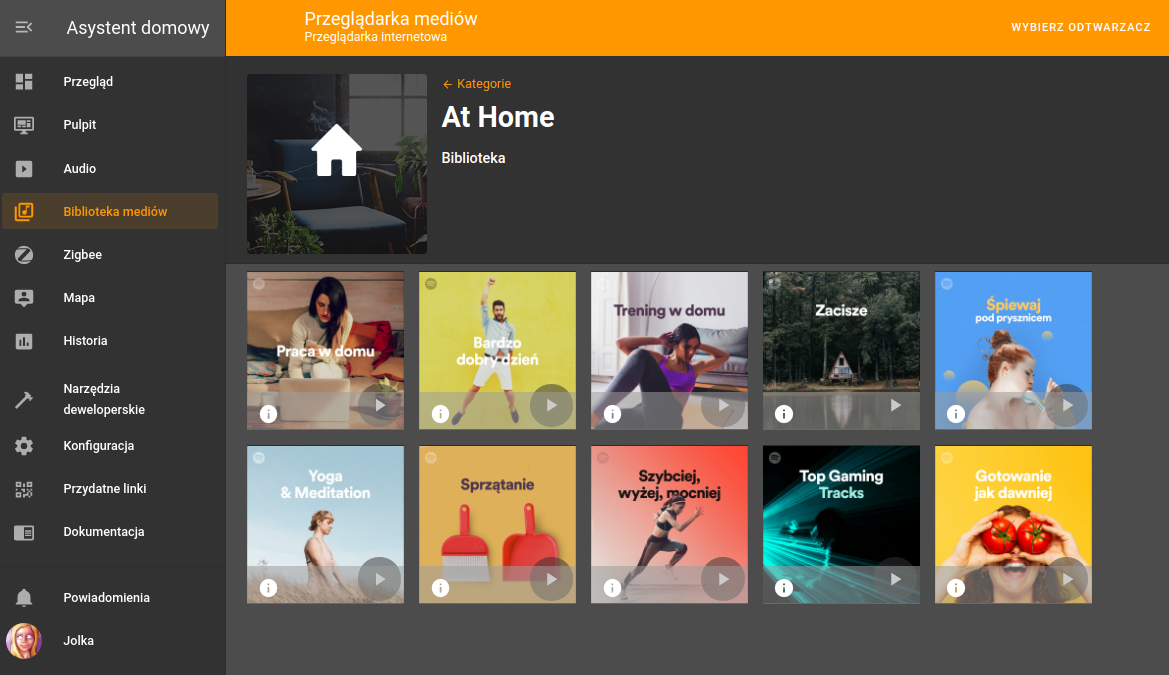 Asystent domowy
Przeglądarka mediów
Przeglądarka internetowa
WYBIERZ ODTWARZACZ
Przegląd
Pulpit
Audio
Biblioteka mediów
Zigbee
Mapa
Historia
Narzędzia
deweloperskie
Konfiguracja
Przydatne linki
Dokumentacja
Powiadomienia
Jolka
← Kategorie
At Home
Biblioteka
Praca w domu
Bardzo
dobry dzień
Trening w domu
Zacisze
Śpiewaj
pod prysznicem
Yoga
& Meditation
Sprzątanie
Szybciej,
wyżej, mocniej
Top Gaming
Tracks
Gotowanie
jak dawniej